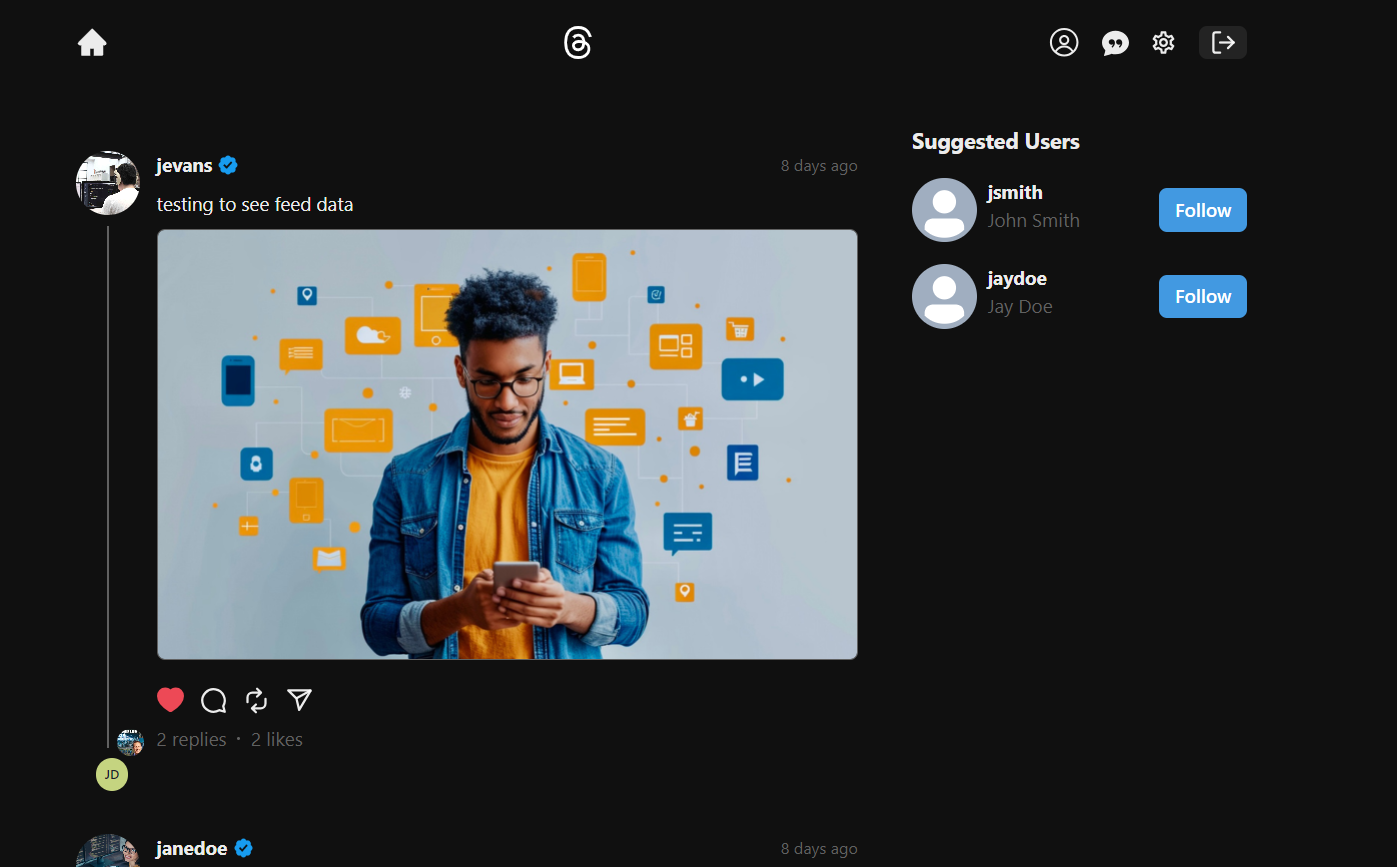 jevans
8 days ago
testing to see feed data
2 replies · 2 likes
JD
janedoe
8 days ago
Suggested Users
jsmith
John Smith
Follow
jaydoe
Jay Doe
Follow